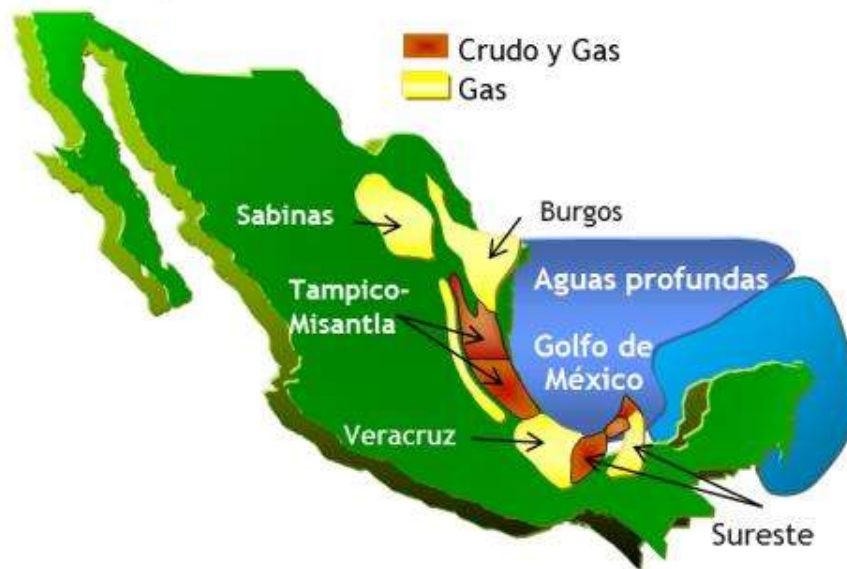 Crudo y Gas
Gas
Sabinas
Burgos
Tampico-
Misantla
Aguas profundas
Golfo de
México
Veracruz
Sureste